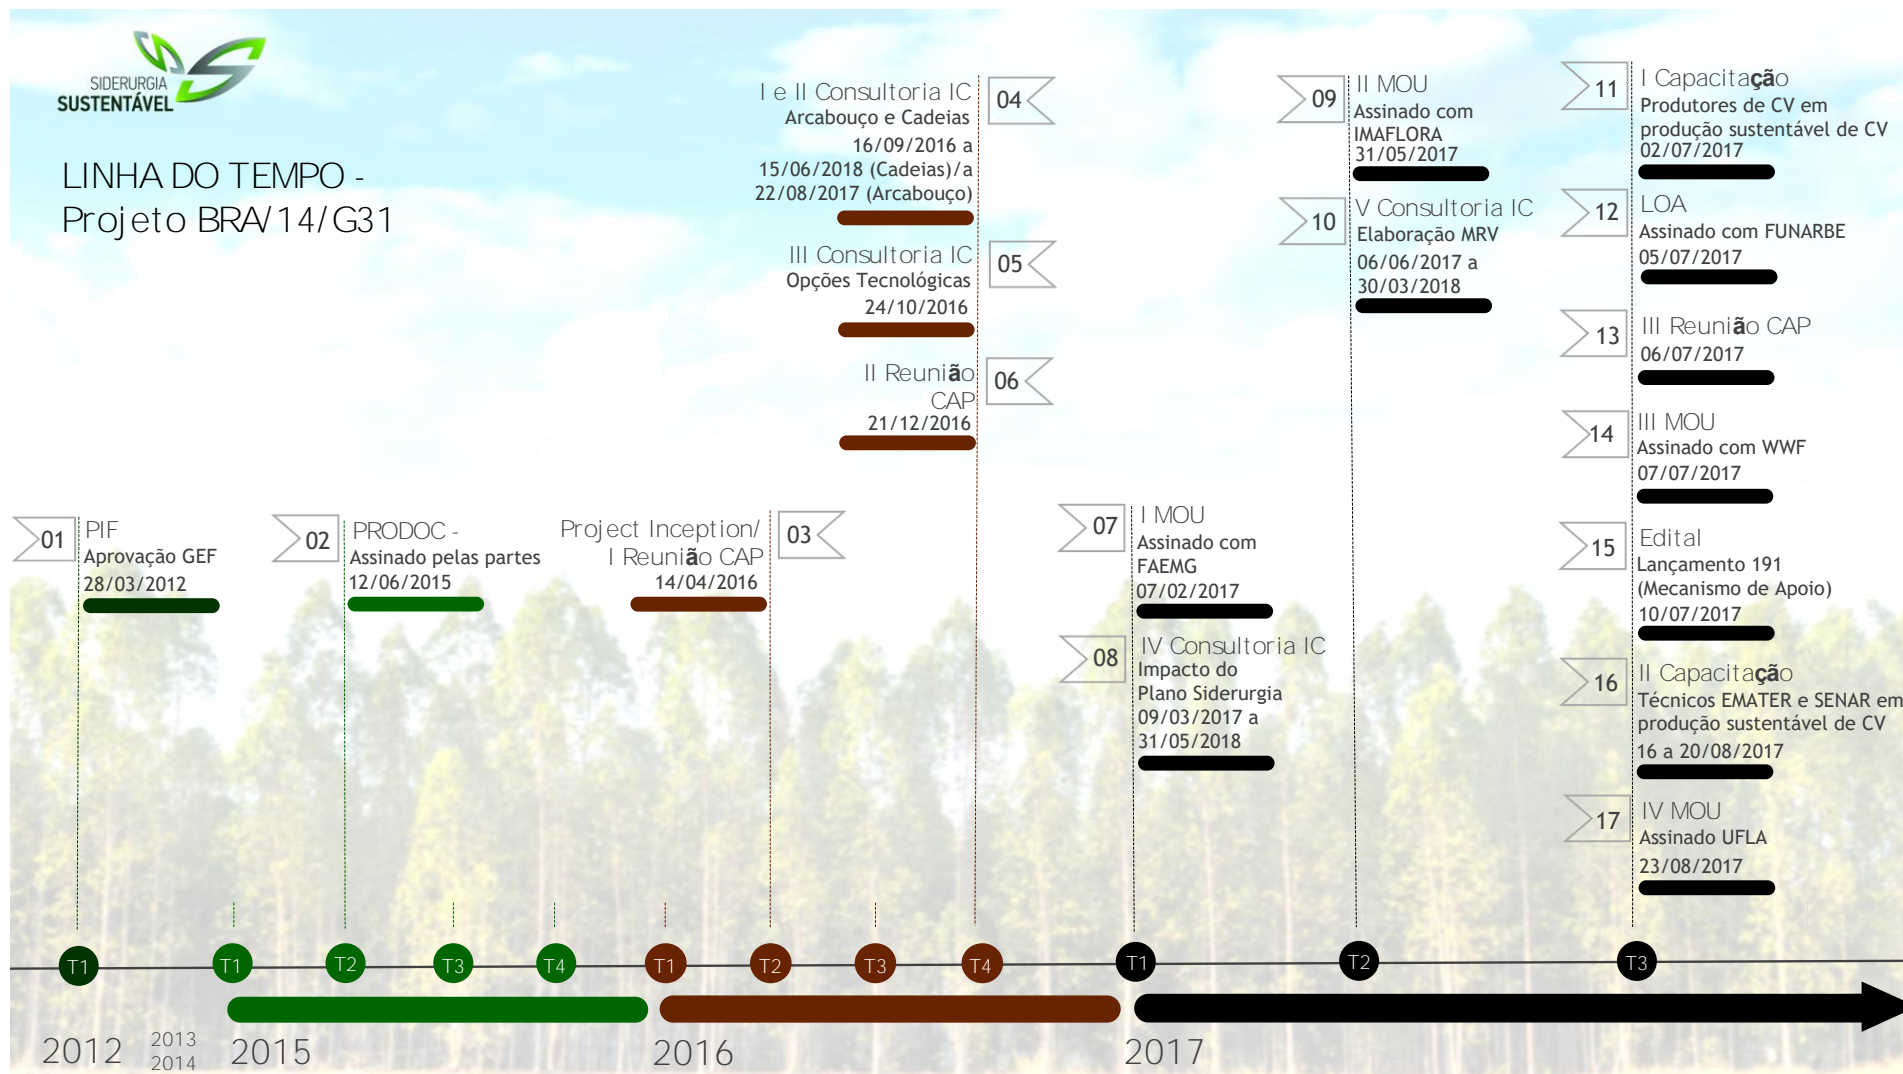 SIDERURGIA
SUSTENTÁVEL
LINHA DO TEMPO -
Projeto BRA/14/G31
01
PIF
Aprovação GEF
28/03/2012
02
PRODOC -
Assinado pelas partes
12/06/2015
Project Inception/
I Reunião CAP
14/04/2016
03
I e II Consultoria IC
Arcabouço e Cadeias
16/09/2016 a
15/06/2018 (Cadeias)/a
22/08/2017 (Arcabouço)
04
III Consultoria IC
Opções Tecnológicas
24/10/2016
05
II Reunião
CAP
21/12/2016
06
07
I MOU
Assinado com
FAEMG
07/02/2017
08
IV Consultoria IC
Impacto do
Plano Siderurgia
09/03/2017 a
31/05/2018
09
II MOU
Assinado com
IMAFLORA
31/05/2017
10
V Consultoria IC
Elaboração MRV
06/06/2017 a
30/03/2018
11
I Capacitação
Produtores de CV em
produção sustentável de CV
02/07/2017
12
LOA
Assinado com FUNARBE
05/07/2017
13
III Reunião CAP
06/07/2017
14
III MOU
Assinado com WWF
07/07/2017
15
Edital
Lançamento 191
(Mecanismo de Apoio)
10/07/2017
16
II Capacitação
Técnicos EMATER e SENAR em
produção sustentável de CV
16 a 20/08/2017
17
IV MOU
Assinado UFLA
23/08/2017
T1
T1
T2
T3
T4
T1
T2
T3
T4
T1
T2
T3
2012
2013
2014
2015
2016
2017